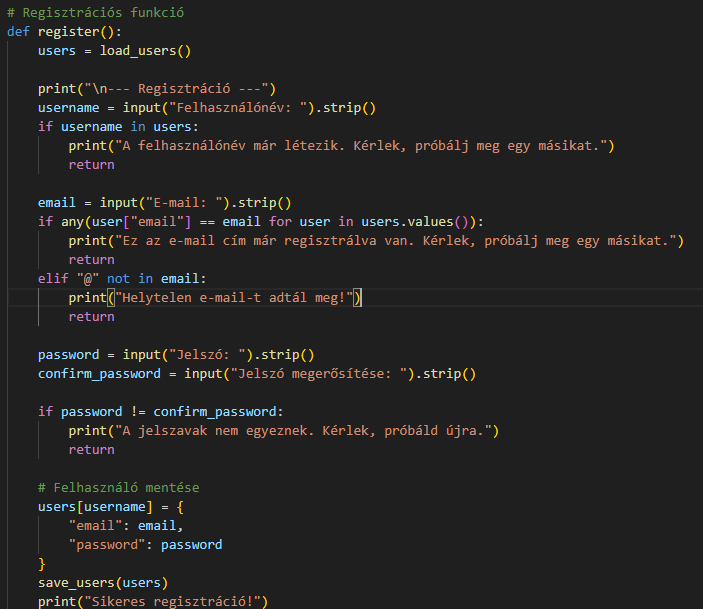 # Regisztrációs funkció
def register():
    users = load_users()

    print("\n--- Regisztráció ---")
    username = input("Felhasználónév: ").strip()
    if username in users:
        print("A felhasználónév már létezik. Kérlek, próbálj meg egy másikat.")
        return

    email = input("E-mail: ").strip()
    if any(user["email"] == email for user in users.values()):
        print("Ez az e-mail cím már regisztrálva van. Kérlek, próbálj meg egy másikat.")
        return
    elif "@" not in email:
        print("Helytelen e-mail-t adtál meg!")
        return

    password = input("Jelszó: ").strip()
    confirm_password = input("Jelszó megerősítése: ").strip()

    if password != confirm_password:
        print("A jelszavak nem egyeznek. Kérlek, próbáld újra.")
        return

    # Felhasználó mentése
    users[username] = {
        "email": email,
        "password": password
    }
    save_users(users)
    print("Sikeres regisztráció!")